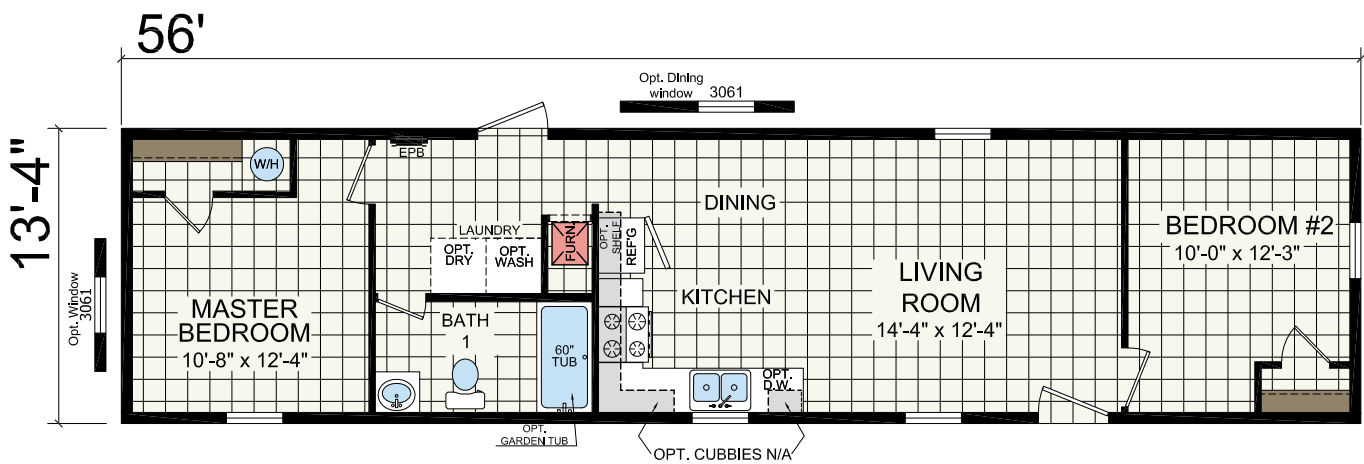 56'
13'-4"
Opt. Dining
window 3061
EPB
W/H
Opt. Window
3061
MASTER
BEDROOM
10'-8" x 12'-4"
LAUNDRY
OPT.
DRY
OPT.
WASH
FURN.
BATH
1
60"
TUB
OPT.
GARDEN TUB
OPT.
SHELF
REFG
DINING
KITCHEN
OPT.
D.W.
OPT. CUBBIES N/A
LIVING
ROOM
14'-4" x 12'-4"
BEDROOM #2
10'-0" x 12'-3"